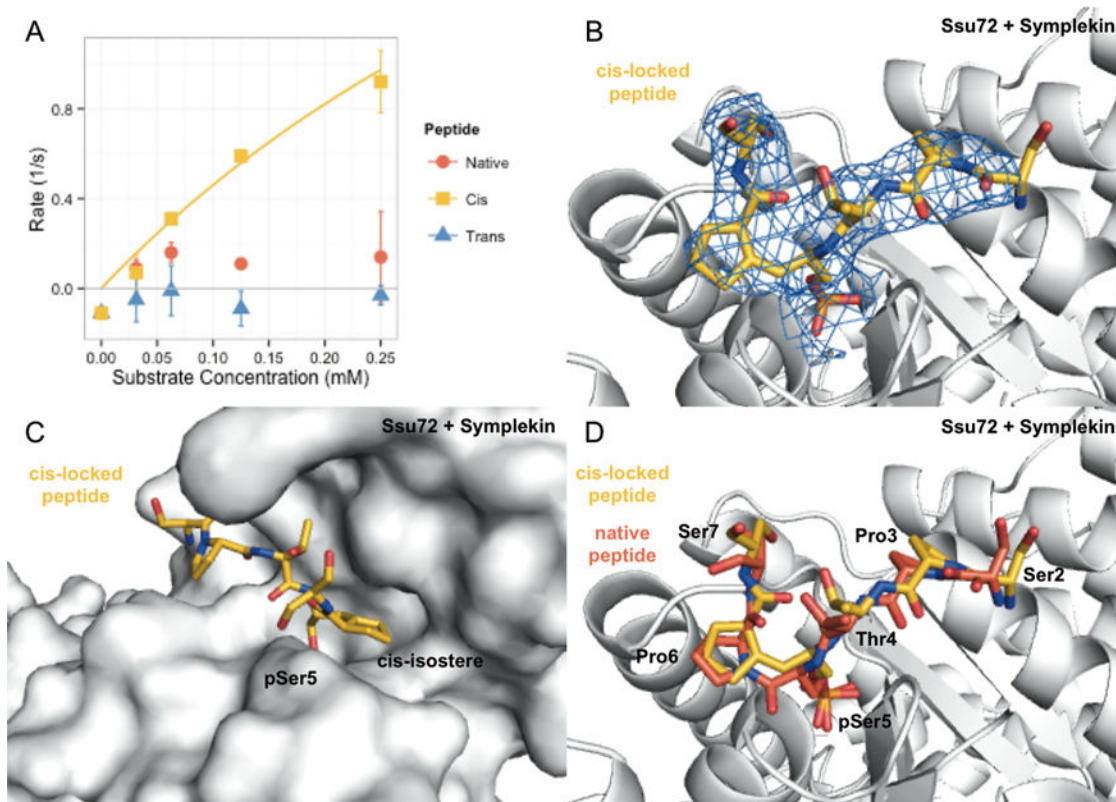 A
0.8
0.4
0.0
Rate (1/s)
0.00
0.05
0.10
0.15
0.20
0.25
Substrate Concentration (mM)
Peptide
Native
Cis
Trans
B
Ssu72 + Symplekin
cis-locked
peptide
C
Ssu72 + Symplekin
cis-locked
peptide
cis-isostere
pSer5
D
Ssu72 + Symplekin
cis-locked
peptide
native
peptide
Ser7
Pro3
Ser2
Thr4
Pro6
pSer5